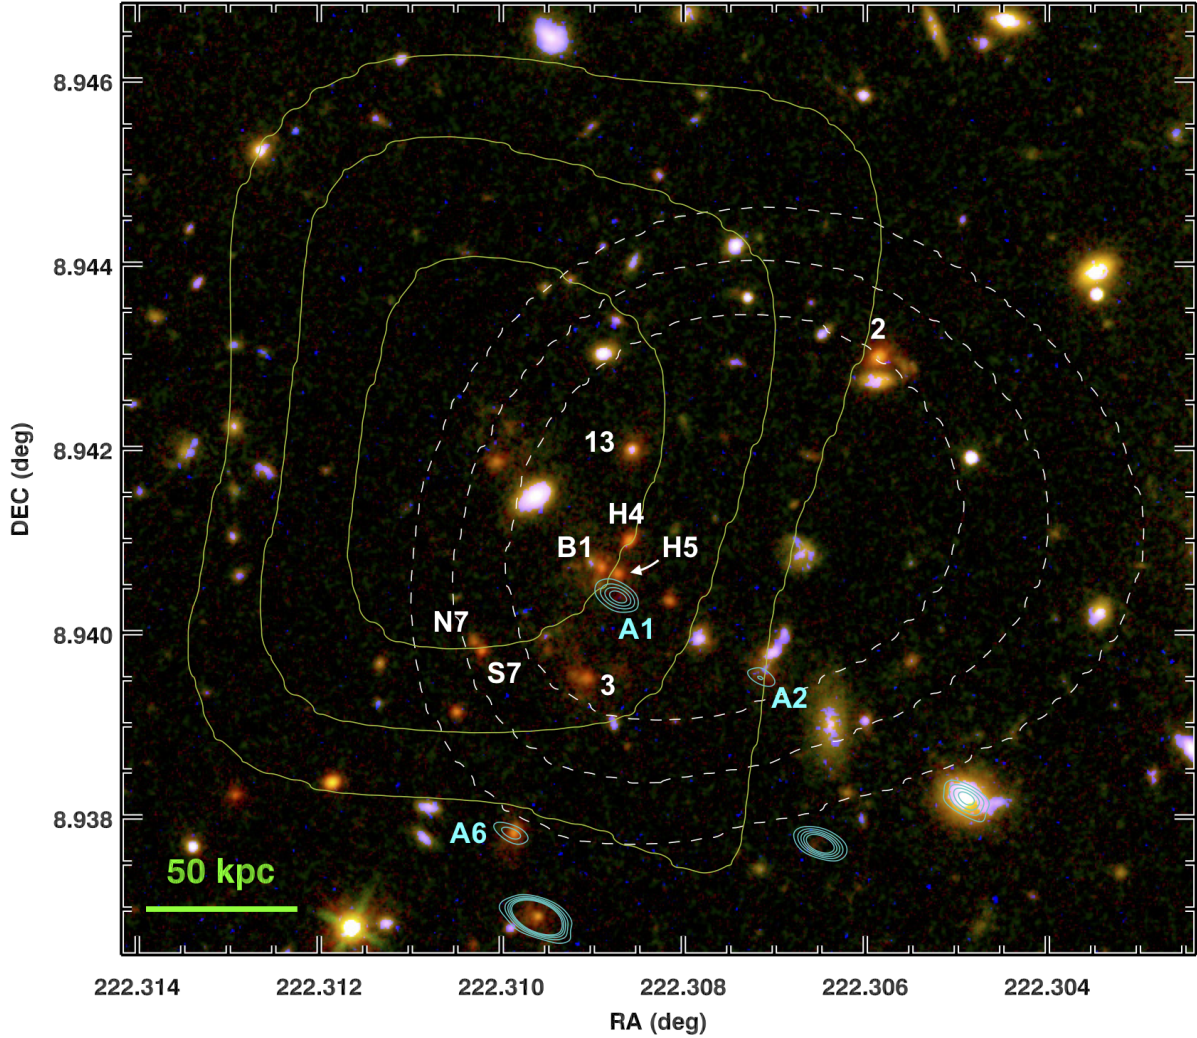 8.946
8.944
2
8.942
13
H4
DEC (deg)
B1
H5
8.940
N7
A1
S7
3
A2
8.938
A6
50 kpc
222.314
222.312
222.310
222.308
222.306
222.304
RA (deg)